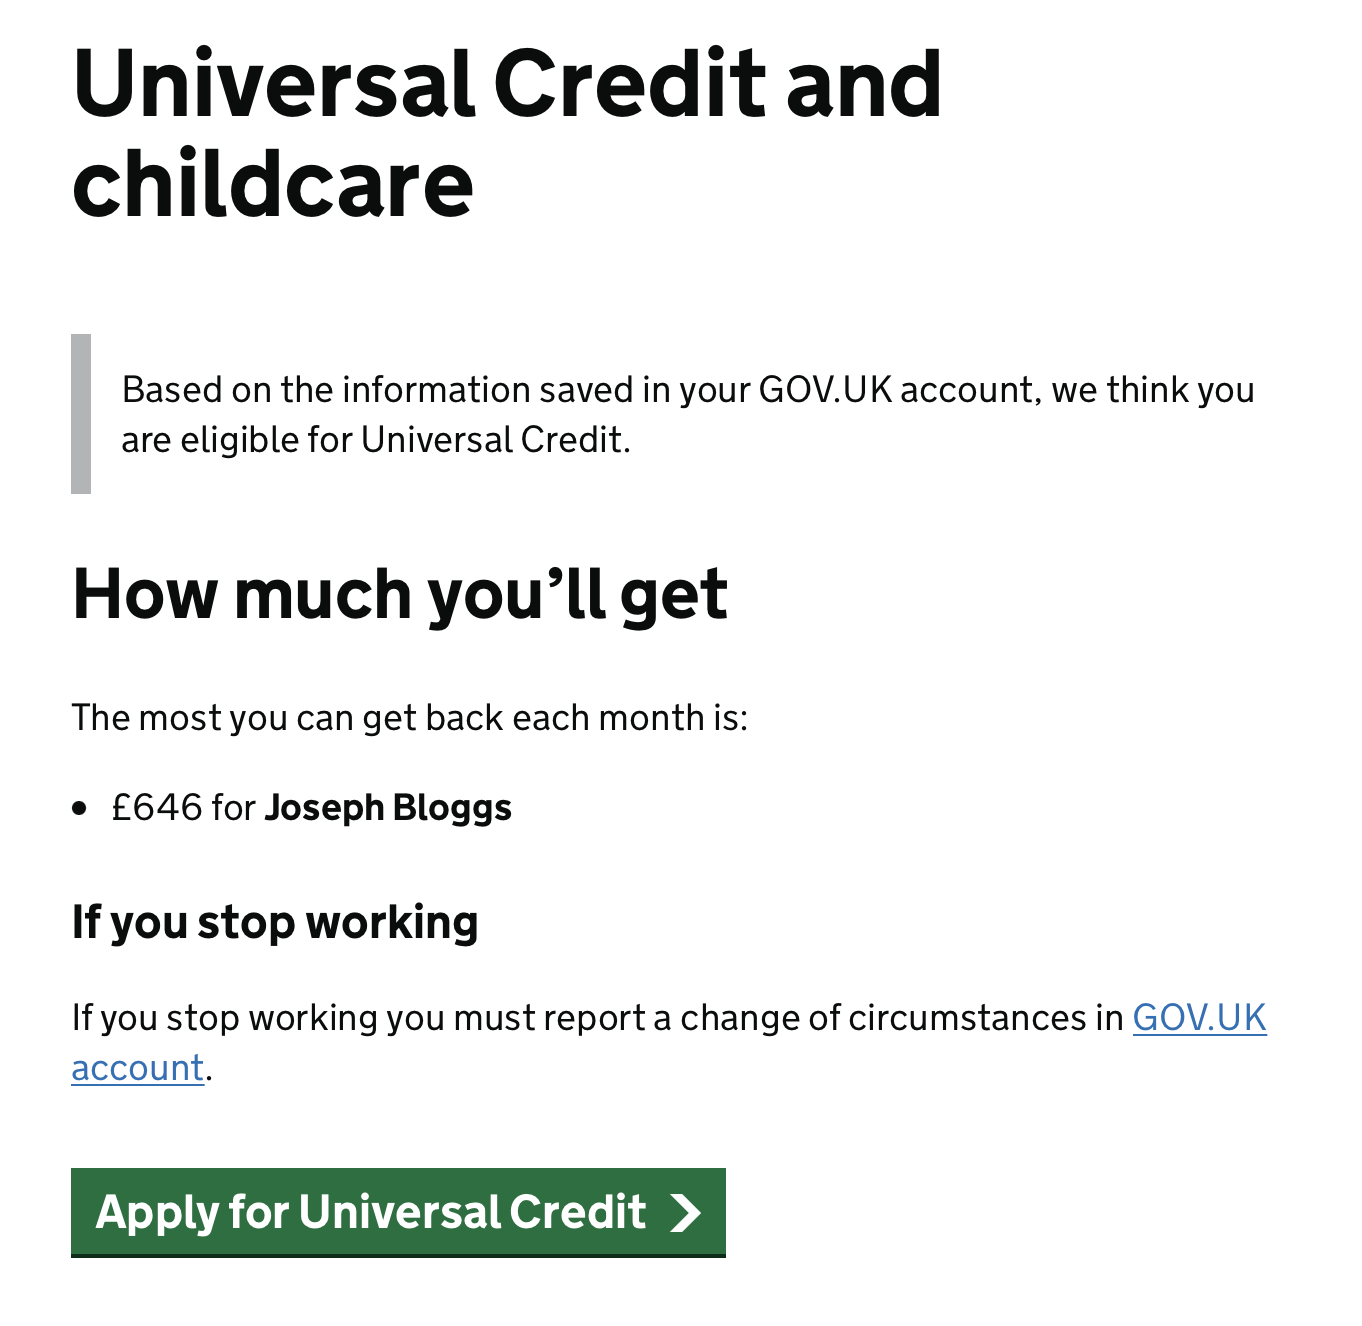 Universal Credit and
childcare
Based on the information saved in your GOV.UK account, we think you
are eligible for Universal Credit.
How much you’ll get
The most you can get back each month is:
• £646 for Joseph Bloggs
If you stop working
If you stop working you must report a change of circumstances in GOV.UK
account.
Apply for Universal Credit